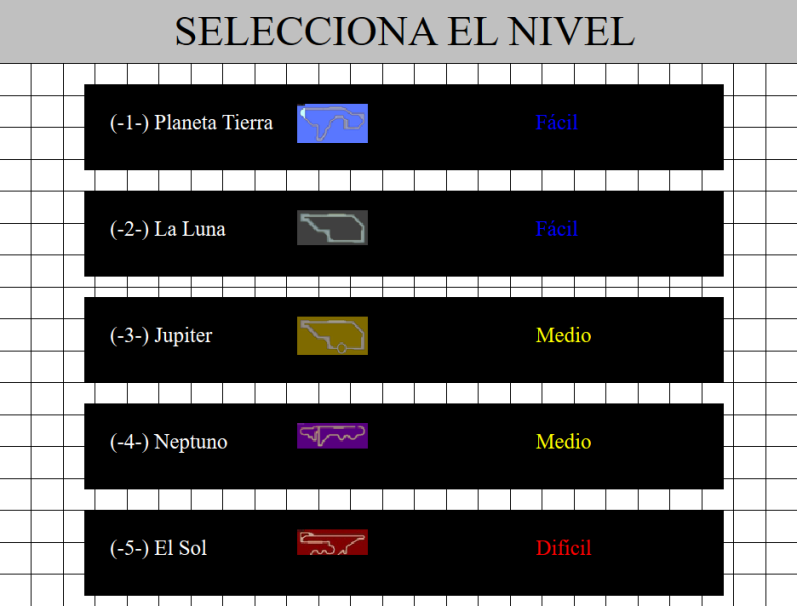 SELECCIONA EL NIVEL
(-1-) Planeta Tierra Fácil
(-2-) La Luna Fácil
(-3-) Jupiter Medio
(-4-) Neptuno Medio
(-5-) El Sol Dificil